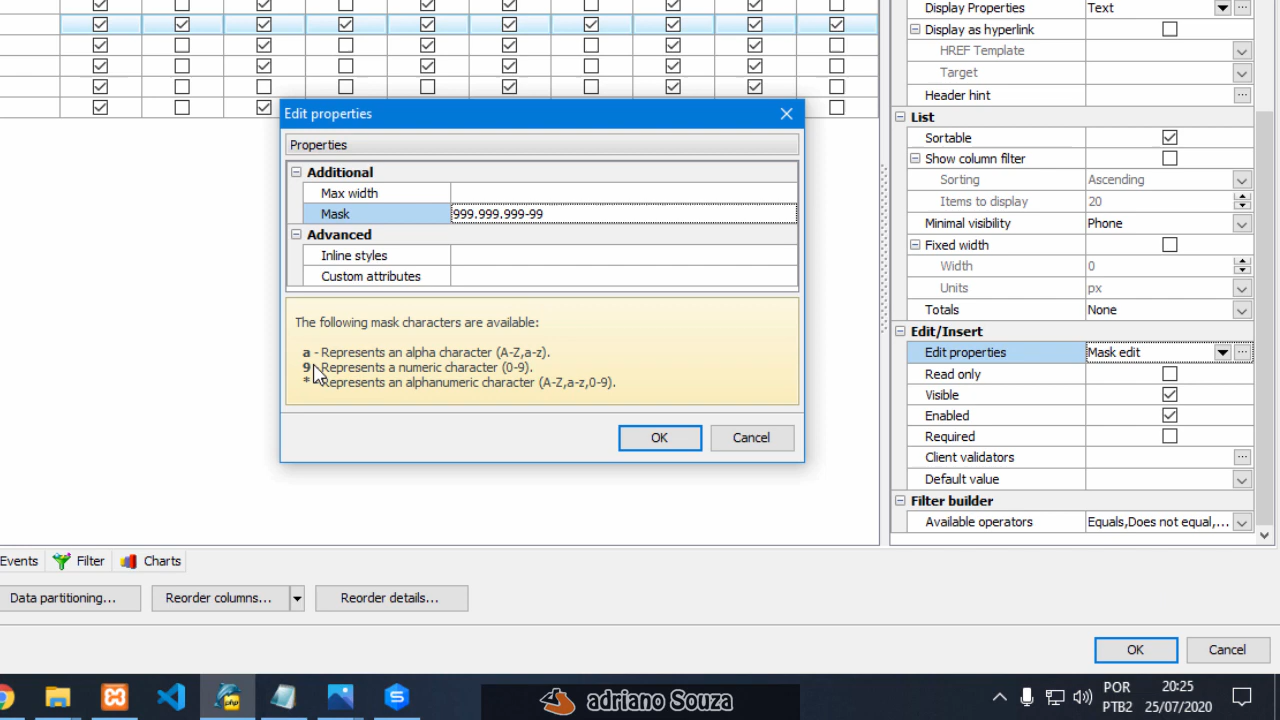 Display Properties Text
Display as hyperlink
HREF Template
Target
Header hint
List
Sortable
Show column filter
Sorting Ascending
Items to display 20
Minimal visibility Phone
Fixed width
Width 0
Units px
Totals None
Edit/Insert
Edit properties Mask edit
Read only
Visible
Enabled
Required
Client validators
Default value
Filter builder
Available operators Equals,Does not equal,...
Edit properties
Properties
Additional
Max width
Mask 999.999.999-99
Advanced
Inline styles
Custom attributes
The following mask characters are available:
a - Represents an alpha character (A-Z,a-z).
9 - Represents a numeric character (0-9).
* - Represents an alphanumeric character (A-Z,a-z,0-9).
OK Cancel
Events Filter Charts
Data partitioning... Reorder columns... Reorder details...
OK Cancel
php
adriano Souza
POR
PTB2
20:25
25/07/2020